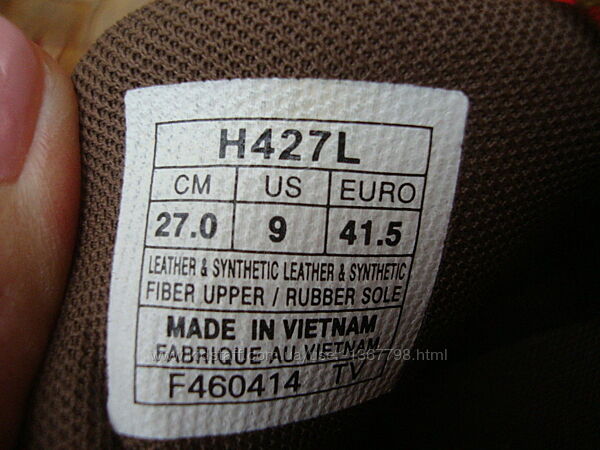 H427L
CM US EURO
27.0 9 41.5
LEATHER & SYNTHETIC LEATHER & SYNTHETIC
FIBER UPPER / RUBBER SOLE
MADE IN VIETNAM
FABRIQUE AU VIETNAM
F460414 TV